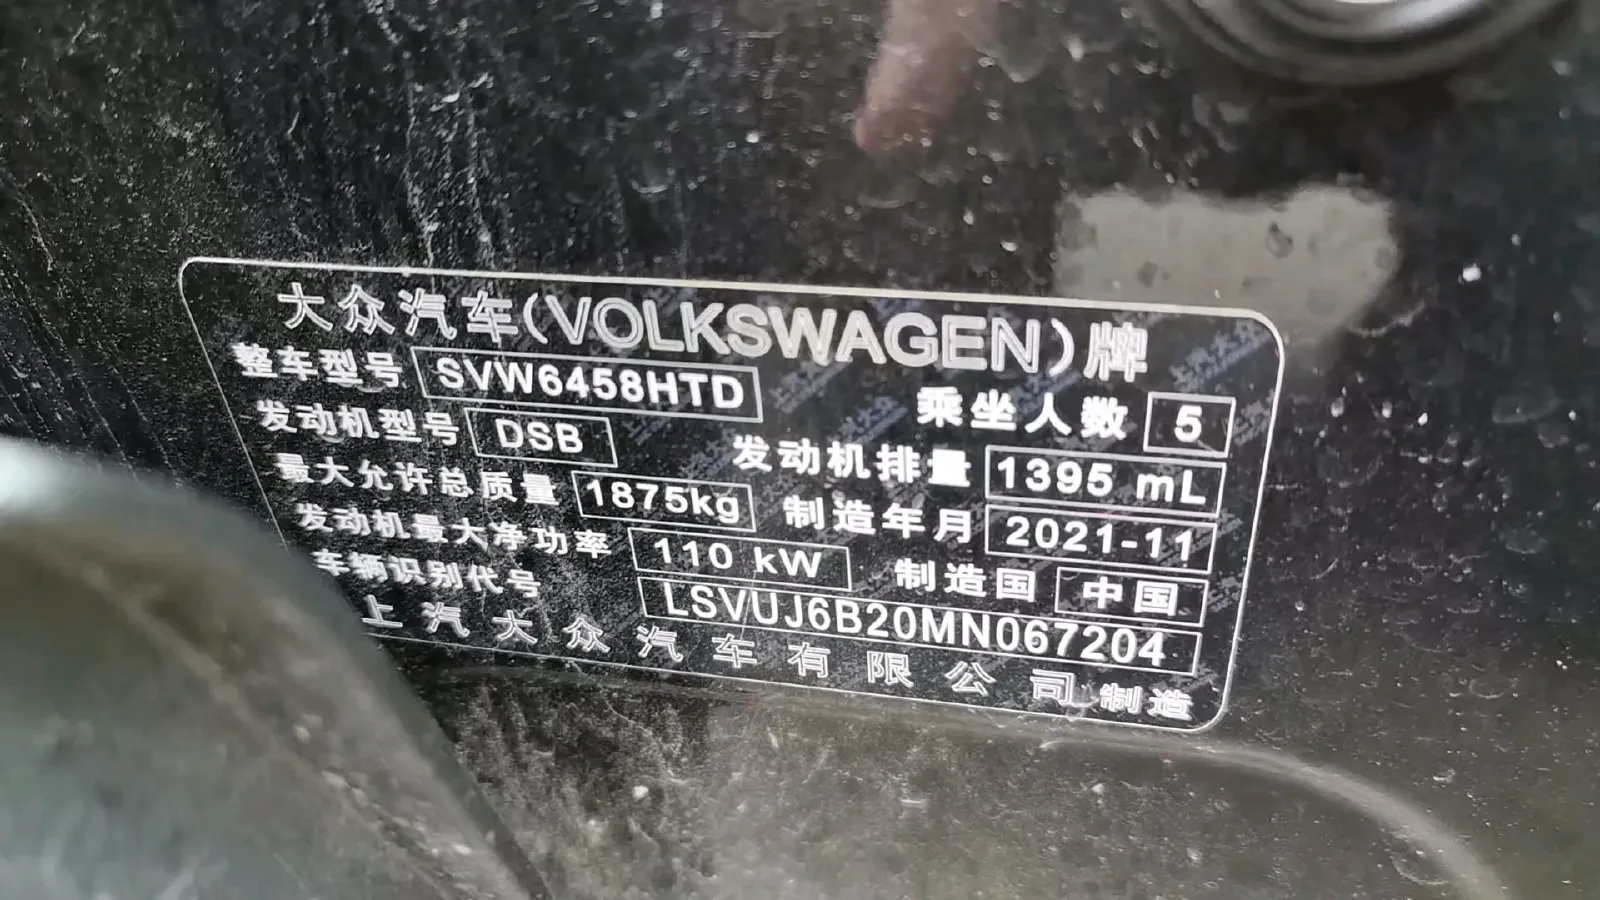 大众汽车(VOLKSWAGEN)牌
整车型号 SVW6458HTD 乘坐人数 5
发动机型号 DSB 发动机排量 1395 mL
最大允许总质量 1875kg 制造年月 2021-11
发动机最大净功率 110 kW 制造国 中国
车辆识别代号 LSVUJ6B20MN067204
上汽大众汽车有限公司 制造